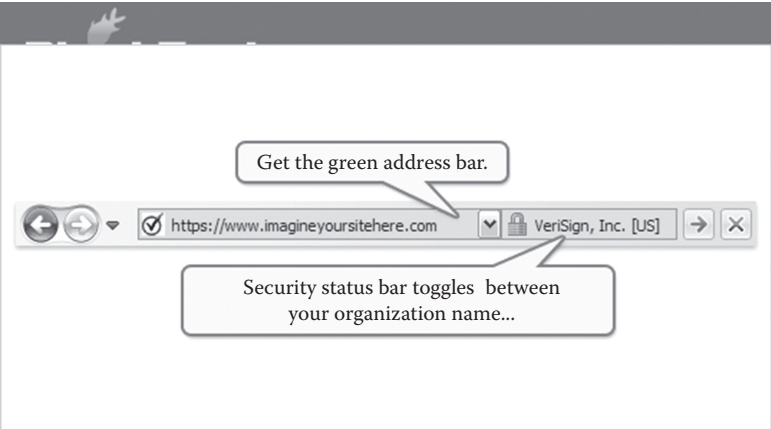 Get the green address bar.
https://www.imagineyoursitehere.com VeriSign, Inc. [US]
Security status bar toggles between
your organization name...